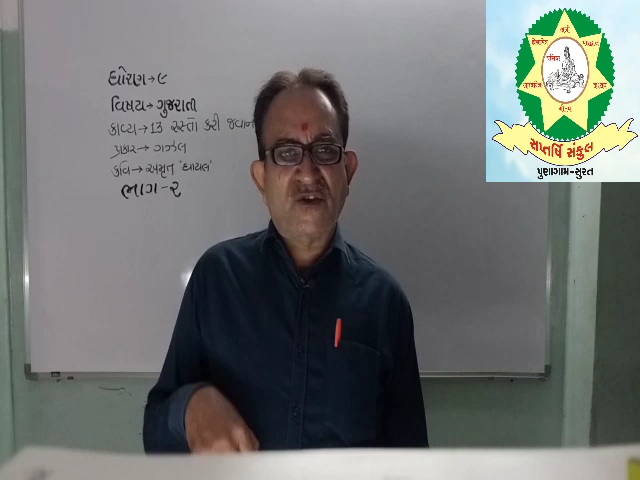 ધોરણ → ૯
વિષય → ગુજરાતી
કાવ્ય → 13 રસ્તો કરી જવાન
પ્રકાર → ગઝલ
કવિ → અમૃત 'ઘાયલ'
ભાગ - ૨
સપ્તર્ષિ સંકુલ
પુણાગામ-સુરત